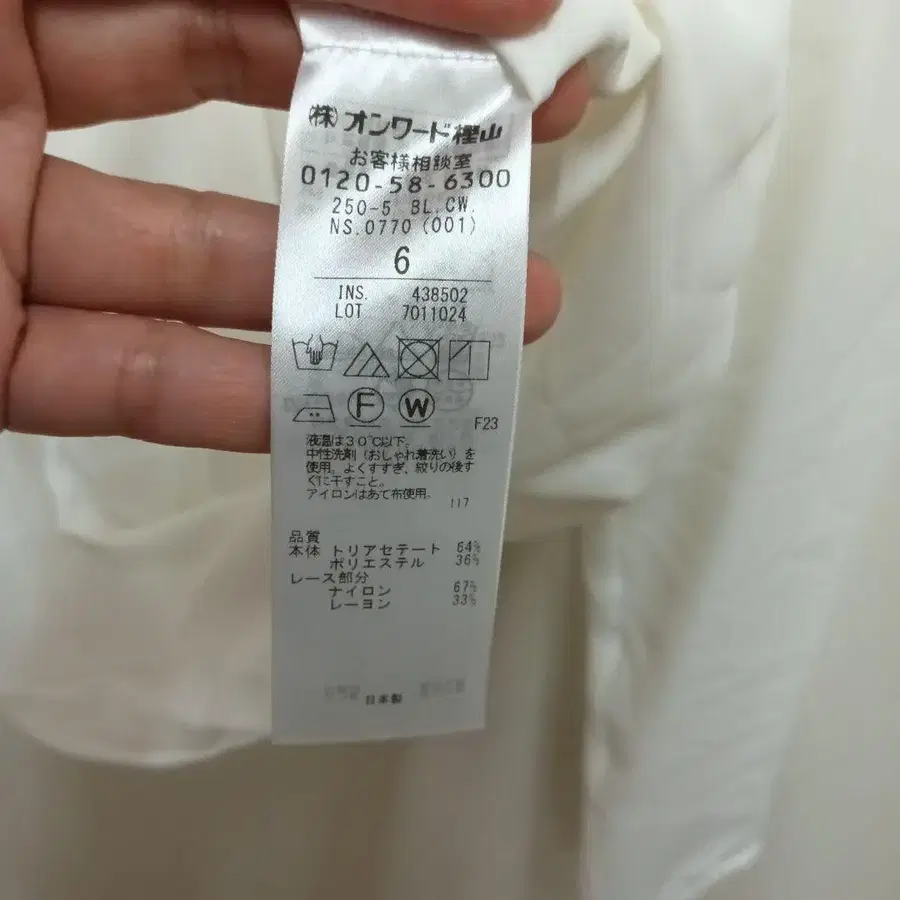 (株)オンワード樫山
お客様相談室
0120-58-6300
250-5 BL.CW.
NS.0770 (001)
6
INS. 438502
LOT 7011024
F W
F23
液温は30℃以下。
中性洗剤 (おしゃれ着洗い) を
使用。よくすすぎ、絞りの後す
ぐに干すこと。
アイロンはあて布使用。
117
品質
本体 トリアセテート 64%
ポリエステル 36%
レース部分
ナイロン 67%
レーヨン 33%
日本製